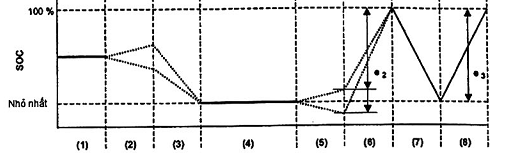 100 %
SOC
e2
e3
Nhỏ nhất
(1) (2) (3) (4) (5) (6) (7) (8)